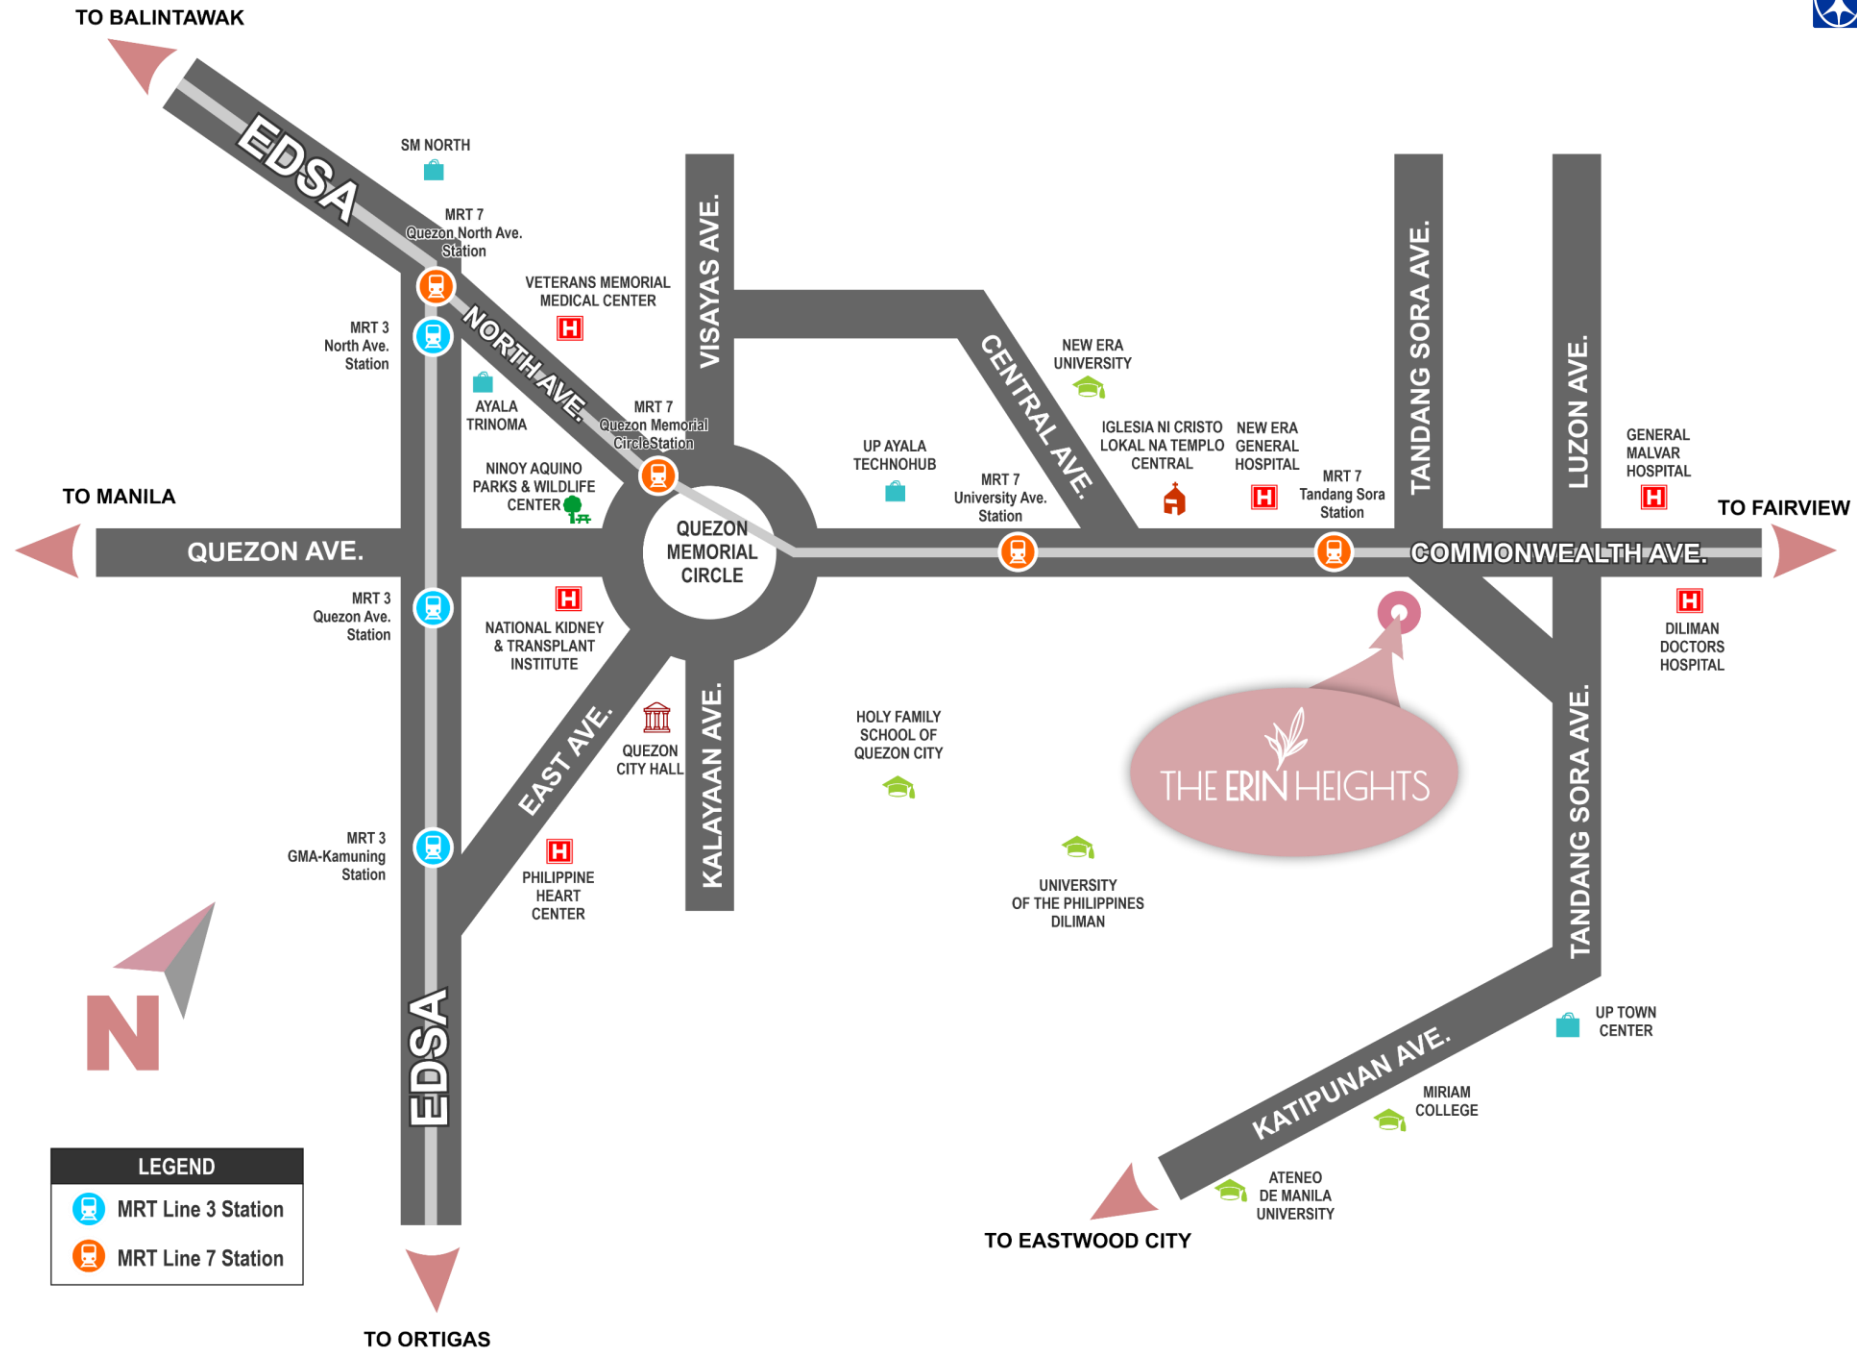 TO BALINTAWAK
EDSA
SM NORTH
MRT 7
Quezon North Ave.
Station
VETERANS MEMORIAL
MEDICAL CENTER
VISAYAS AVE.
MRT 3
North Ave.
Station
NORTH AVE.
AYALA
TRINOMA
MRT 7
Quezon Memorial
CircleStation
CENTRAL AVE.
NEW ERA
UNIVERSITY
TANDANG SORA AVE.
LUZON AVE.
NINOY AQUINO
PARKS & WILDLIFE
CENTER
UP AYALA
TECHNOHUB
MRT 7
University Ave.
Station
IGLESIA NI CRISTO
LOKAL NA TEMPLO
CENTRAL
NEW ERA
GENERAL
HOSPITAL
MRT 7
Tandang Sora
Station
GENERAL
MALVAR
HOSPITAL
TO MANILA
TO FAIRVIEW
QUEZON AVE.
QUEZON
MEMORIAL
CIRCLE
COMMONWEALTH AVE.
MRT 3
Quezon Ave.
Station
NATIONAL KIDNEY
& TRANSPLANT
INSTITUTE
DILIMAN
DOCTORS
HOSPITAL
EAST AVE.
QUEZON
CITY HALL
KALAYAAN AVE.
HOLY FAMILY
SCHOOL OF
QUEZON CITY
THE ERIN HEIGHTS
TANDANG SORA AVE.
MRT 3
GMA-Kamuning
Station
PHILIPPINE
HEART
CENTER
UNIVERSITY
OF THE PHILIPPINES
DILIMAN
N
EDSA
UP TOWN
CENTER
KATIPUNAN AVE.
MIRIAM
COLLEGE
ATENEO
DE MANILA
UNIVERSITY
TO EASTWOOD CITY
LEGEND
MRT Line 3 Station
MRT Line 7 Station
TO ORTIGAS